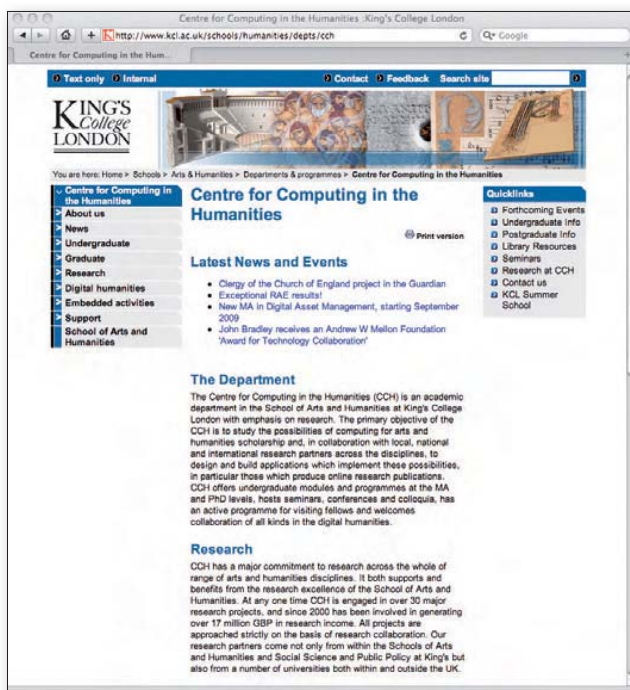 Centre for Computing in the Humanities :King's College London
http://www.kcl.ac.uk/schools/humanities/depts/cch
Google
Centre for Computing in the Hum...
Text only Internal
Contact Feedback Search site
KING'S
College
LONDON
You are here: Home > Schools > Arts & Humanities > Departments & programmes > Centre for Computing in the Humanities
Centre for Computing in
the Humanities
About us
News
Undergraduate
Graduate
Research
Digital humanities
Embedded activities
Support
School of Arts and
Humanities
Centre for Computing in the
Humanities
Print version
Latest News and Events
Clergy of the Church of England project in the Guardian
Exceptional RAE results!
New MA in Digital Asset Management, starting September
2009
John Bradley receives an Andrew W Mellon Foundation
'Award for Technology Collaboration'
The Department
The Centre for Computing in the Humanities (CCH) is an academic
department in the School of Arts and Humanities at King's College
London with emphasis on research. The primary objective of the
CCH is to study the possibilities of computing for arts and
humanities scholarship and, in collaboration with local, national
and international research partners across the disciplines, to
design and build applications which implement these possibilities,
in particular those which produce online research publications.
CCH offers undergraduate modules and programmes at the MA
and PhD levels, hosts seminars, conferences and colloquia, has
an active programme for visiting fellows and welcomes
collaboration of all kinds in the digital humanities.
Research
CCH has a major commitment to research across the whole of
range of arts and humanities disciplines. It both supports and
benefits from the research excellence of the School of Arts and
Humanities. At any one time CCH is engaged in over 30 major
research projects, and since 2000 has been involved in generating
over 17 million GBP in research income. All projects are
approached strictly on the basis of research collaboration. Our
research partners come not only from within the Schools of Arts
and Humanities and Social Science and Public Policy at King's but
also from a number of universities both within and outside the UK.
Quicklinks
Forthcoming Events
Undergraduate Info
Postgraduate Info
Library Resources
Seminars
Research at CCH
Contact us
KCL Summer
School